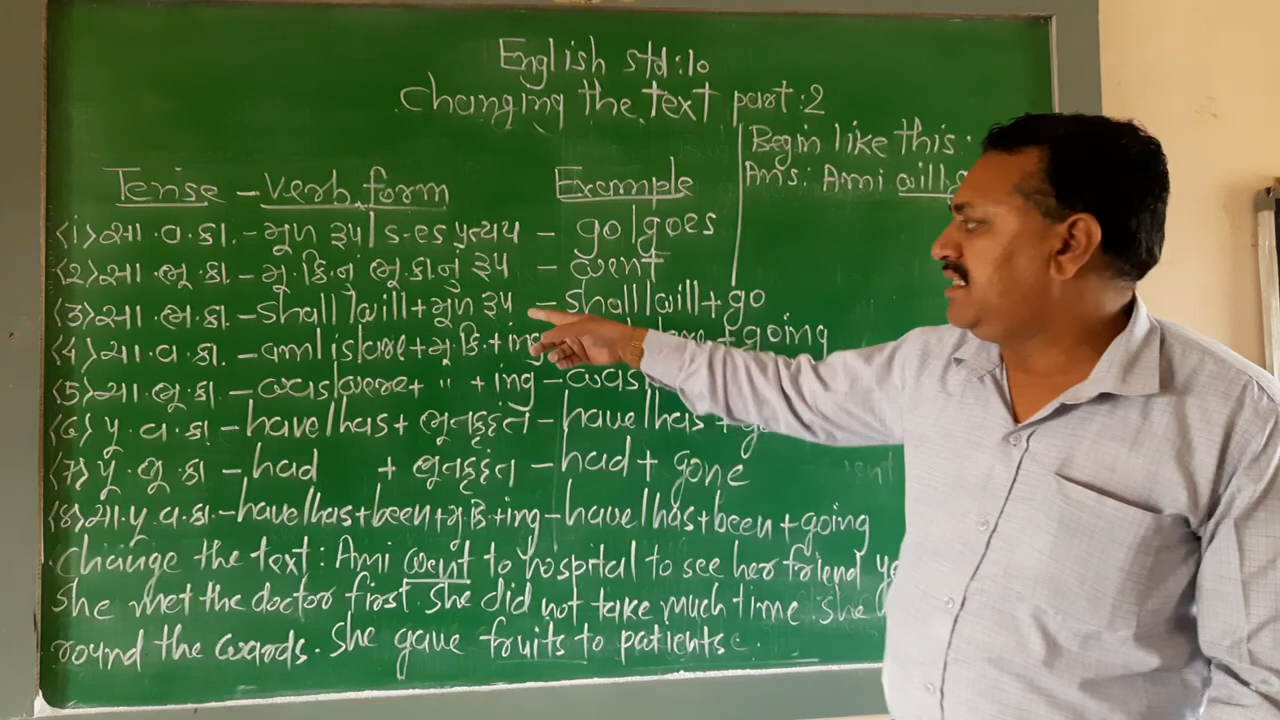 English std:10
Changing the text part:2
Begin like this:
Ans: Ami will
Tense - Verb form
Example
<1> સા.વ.કા. - મૂળ રૂપ/s-es પ્રત્યય - go/goes
<2> સા.ભૂ.કા. - મૂ.ક્રિ.નું ભૂ.કા.નું રૂપ - went
<3> સા.ભ.કા. - shall/will + મૂળ રૂપ - shall/will + go
<4> ચા.વ.કા. - am/is/are + મૂ.ક્રિ. + ing + going
<5> ચા.ભૂ.કા. - was/were + " + ing - was
<6> પૂ.વ.કા - have/has + ભૂતકૃદંત - have/has +
<7> પૂ.ભૂ.કા - had + ભૂતકૃદંત - had + gone
<8> ચા.પૂ.વ.કા. - have/has + been + મૂ.ક્રિ. + ing - have/has + been + going
Change the text: Ami went to hospital to see her friend
She met the doctor first. She did not take much time. She
round the wards. She gave fruits to patients.